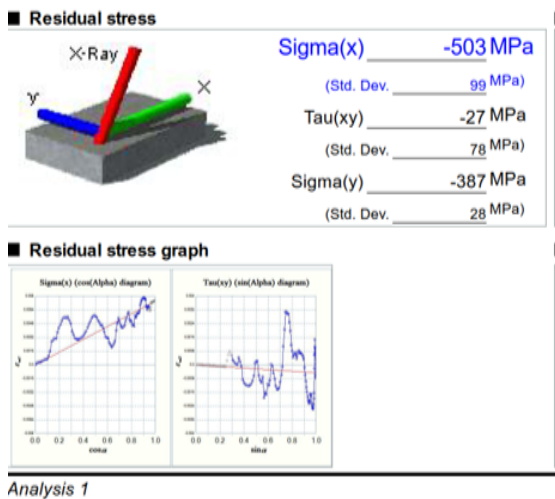 Residual stress
X-Ray
Y
X
Sigma(x) -503 MPa
(Std. Dev. 99 MPa)
Tau(xy) -27 MPa
(Std. Dev. 78 MPa)
Sigma(y) -387 MPa
(Std. Dev. 28 MPa)
Residual stress graph
Sigma(x) (cos(Alpha) diagram)
0.0 0.2 0.4 0.6 0.8 1.0
cosα
Tau(xy) (sin(Alpha) diagram)
0.0 0.2 0.4 0.6 0.8 1.0
sinα
Analysis 1